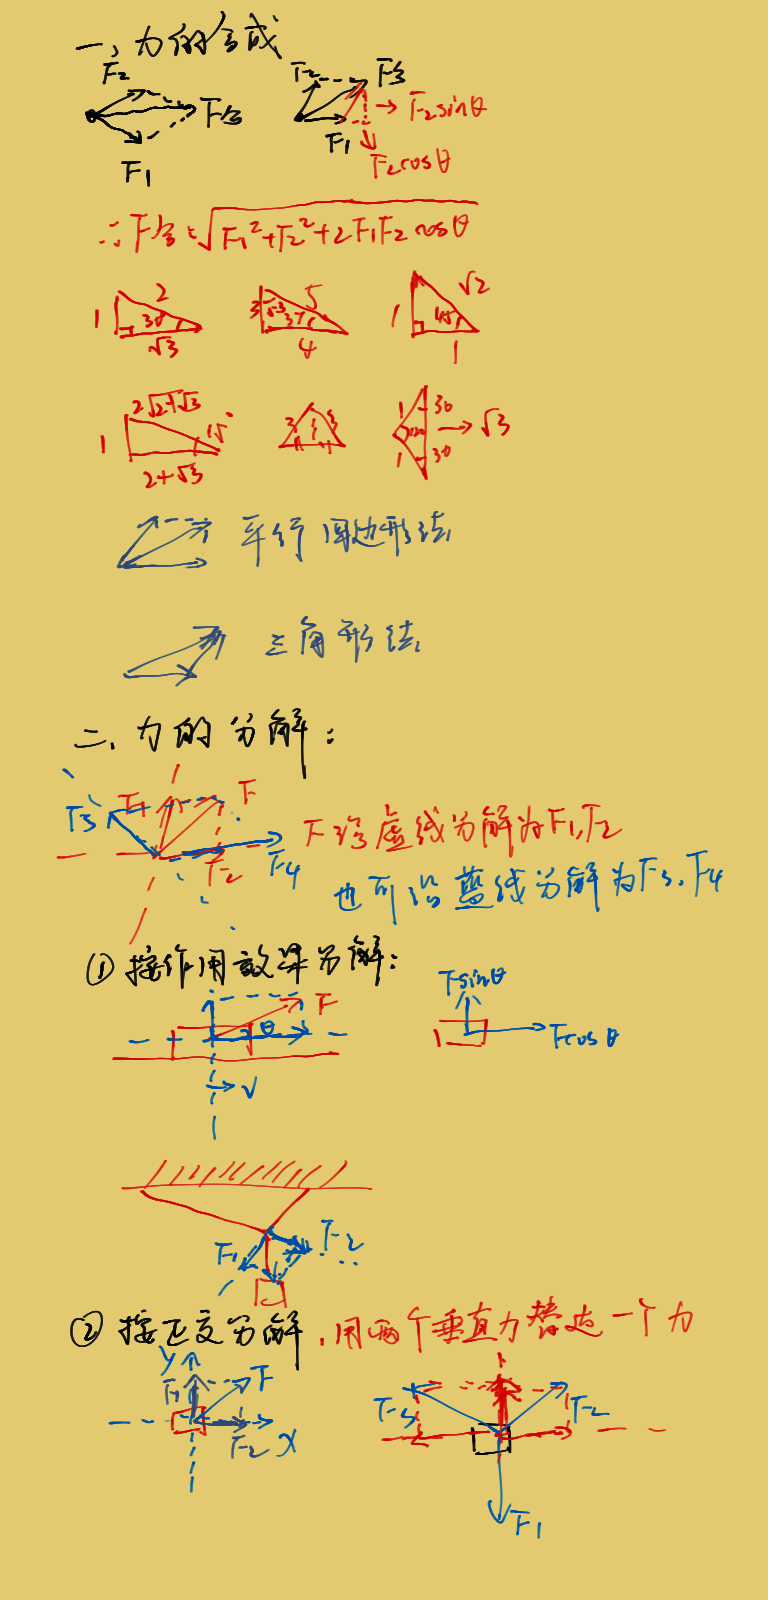 一、力的合成
F2 F合 F1
F2 F合 F1 → F2sinθ
F2cosθ
∴F合=√F1²+F2²+2F1F2cosθ
1 2 30° √3
3 5 53 37 4
1 √2 45° 1
1 2√2+√3 15° 2+√3
1 30 120 → √3
1 30
平行四边形法
三角形法
二、力的分解：
F3 F1 F F2 F4
F沿虚线分解为F1,F2
也可沿蓝线分解为F3,F4
①按作用效果分解：
F θ v
Fsinθ
Fcosθ
F1 F2
②按正交分解，用两个垂直力替达一个力
y F1 F F2 x
F3 F2 F1